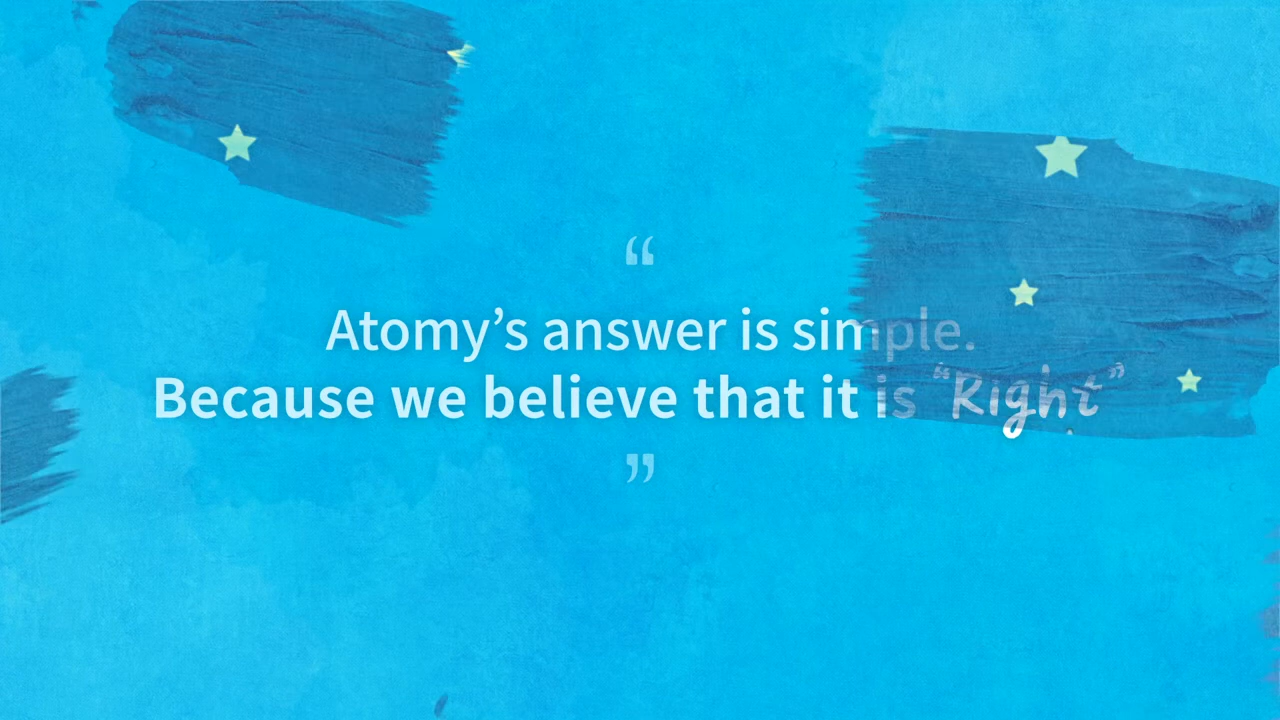 “
Atomy’s answer is simple.
Because we believe that it is “Right”
”